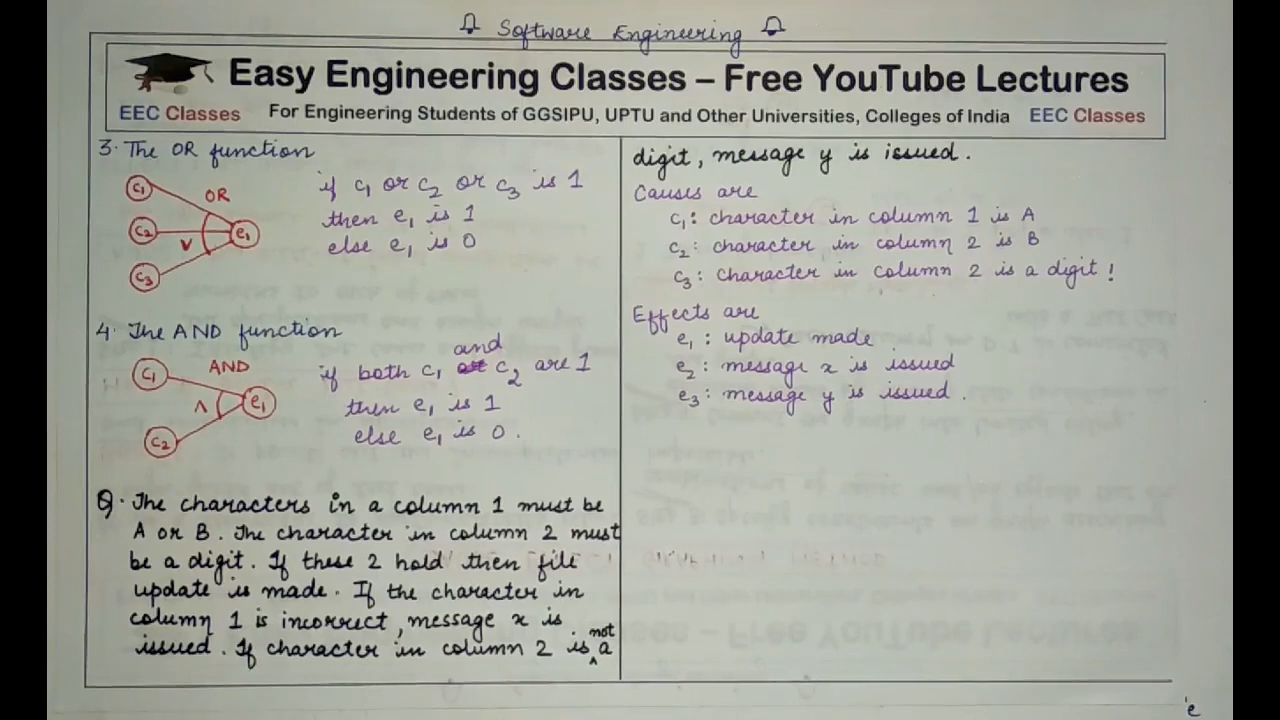 Software Engineering
Easy Engineering Classes – Free YouTube Lectures
EEC Classes For Engineering Students of GGSIPU, UPTU and Other Universities, Colleges of India EEC Classes
3. The OR function
C1
C2
C3
OR
V
e1
if c1 or c2 or c3 is 1
then e1 is 1
else e1 is 0
4. The AND function
C1
C2
AND
Λ
e1
and
if both c1 c2 are 1
then e1 is 1
else e1 is 0.
Q. The characters in a column 1 must be
A or B. The character in column 2 must
be a digit. If these 2 hold then file
update is made. If the character in
column 1 is incorrect, message x is
issued. If character in column 2 is not a
digit, message y is issued.
Causes are
c1: character in column 1 is A
c2: character in column 2 is B
c3: character in column 2 is a digit!
Effects are
e1: update made
e2: message x is issued
e3: message y is issued.